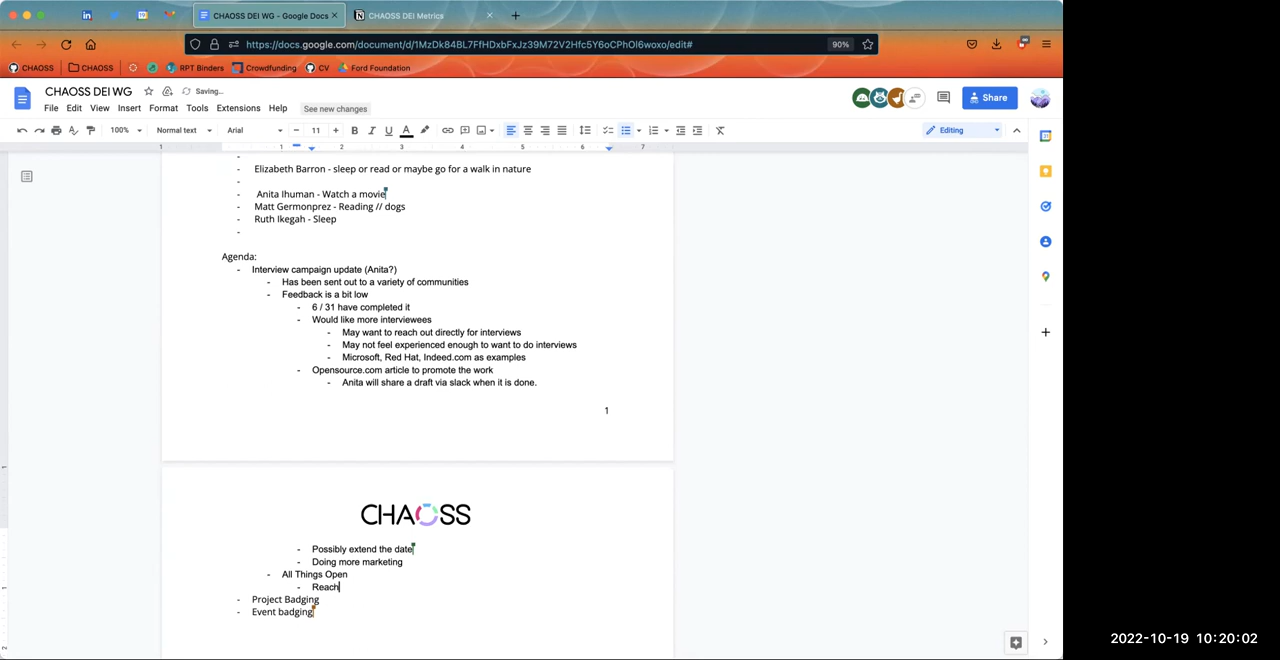 CHAOSS DEI WG - Google Docs
CHAOSS DEI Metrics
https://docs.google.com/document/d/1MzDk84BL7FfHDxbFxJz39M72V2Hfc5Y6oCPhOl6woxo/edit#
90%
CHAOSS
CHAOSS
RPT Binders
Crowdfunding
CV
Ford Foundation
CHAOSS DEI WG
Saving...
File Edit View Insert Format Tools Extensions Help
See new changes
Share
100%
Normal text
Arial
11
Editing
1 1 2 3 4 5 6 7
-
- Elizabeth Barron - sleep or read or maybe go for a walk in nature
-
- Anita Ihuman - Watch a movie
- Matt Germonprez - Reading // dogs
- Ruth Ikegah - Sleep
-
Agenda:
- Interview campaign update (Anita?)
- Has been sent out to a variety of communities
- Feedback is a bit low
- 6 / 31 have completed it
- Would like more interviewees
- May want to reach out directly for interviews
- May not feel experienced enough to want to do interviews
- Microsoft, Red Hat, Indeed.com as examples
- Opensource.com article to promote the work
- Anita will share a draft via slack when it is done.
1
CHAOSS
- Possibly extend the date
- Doing more marketing
- All Things Open
- Reach
- Project Badging
- Event badging
2022-10-19 10:20:02